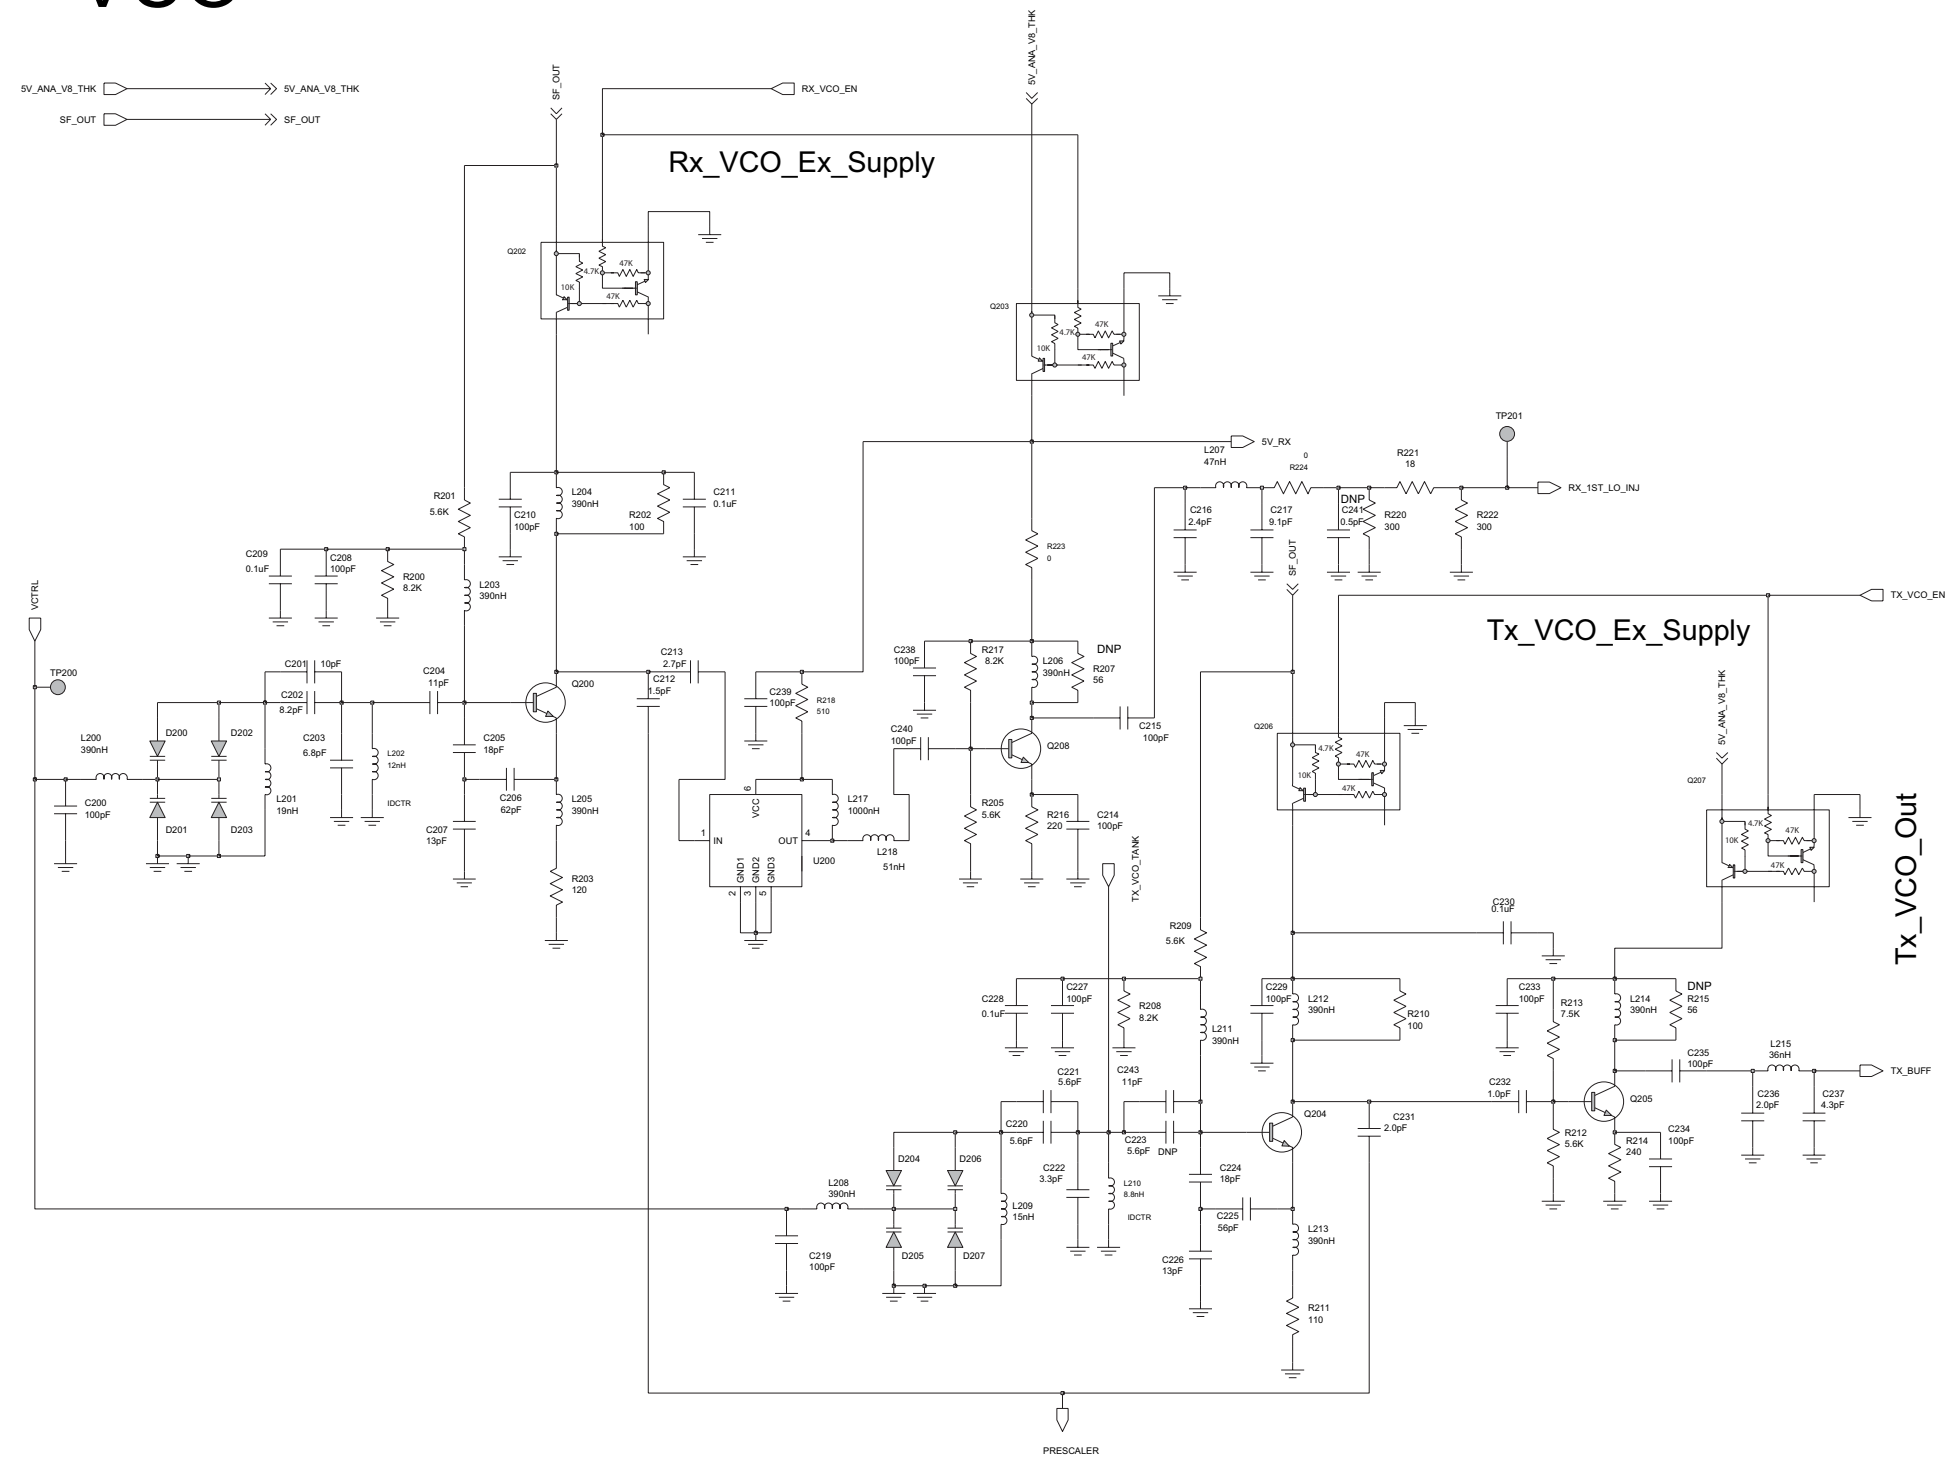 VCO
5V_ANA_V8_THK
5V_ANA_V8_THK
SF_OUT
SF_OUT
SF_OUT
RX_VCO_EN
5V_ANA_V8_THK
Rx_VCO_Ex_Supply
Q202
4.7K
47K
10K
47K
Q203
4.7K
47K
10K
47K
5V_RX
TP201
L207
47nH
0
R224
R221
18
RX_1ST_LO_INJ
C216
2.4pF
C217
9.1pF
DNP
C241
0.5pF
R220
300
R222
300
R201
5.6K
C210
100pF
L204
390nH
R202
100
C211
0.1uF
C209
0.1uF
C208
100pF
R200
8.2K
L203
390nH
R223
0
SF_OUT
VCTRL
TP200
TX_VCO_EN
Tx_VCO_Ex_Supply
C201
10pF
C202
8.2pF
C204
11pF
Q200
C213
2.7pF
C212
1.5pF
C239
100pF
R218
510
C238
100pF
R217
8.2K
L206
390nH
DNP
R207
56
C215
100pF
C240
100pF
Q208
L200
390nH
D200
D202
C203
6.8pF
L202
12nH
IDCTR
C205
18pF
C206
62pF
L205
390nH
C200
100pF
D201
D203
L201
19nH
C207
13pF
R203
120
6
VCC
1
IN
OUT
4
GND1
GND2
GND3
2
3
5
U200
L217
1000nH
L218
51nH
R205
5.6K
R216
220
C214
100pF
TX_VCO_TANK
Q206
4.7K
47K
10K
47K
5V_ANA_V8_THK
Q207
4.7K
47K
10K
47K
Tx_VCO_Out
R209
5.6K
C230
0.1uF
C228
0.1uF
C227
100pF
R208
8.2K
L211
390nH
C229
100pF
L212
390nH
R210
100
C233
100pF
R213
7.5K
L214
390nH
DNP
R215
56
C235
100pF
L215
36nH
TX_BUFF
C236
2.0pF
C237
4.3pF
C221
5.6pF
C243
11pF
C220
5.6pF
C223
5.6pF
DNP
Q204
C231
2.0pF
C232
1.0pF
Q205
R212
5.6K
R214
240
C234
100pF
D204
D206
C222
3.3pF
L210
8.8nH
IDCTR
C224
18pF
C225
56pF
L208
390nH
L209
15nH
C219
100pF
D205
D207
C226
13pF
L213
390nH
R211
110
PRESCALER